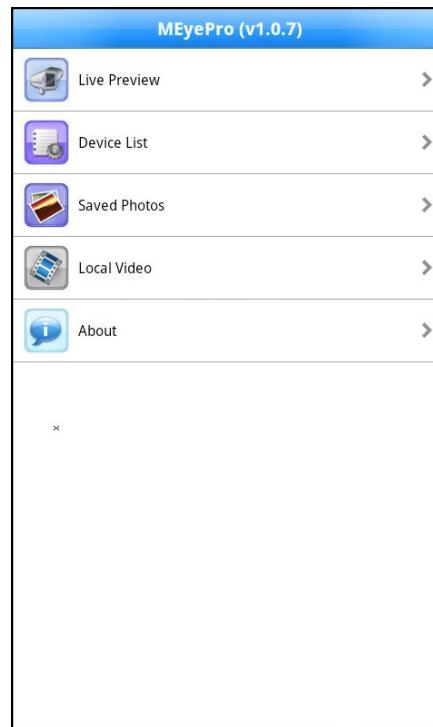 MEyePro (v1.0.7)
Live Preview
Device List
Saved Photos
Local Video
About